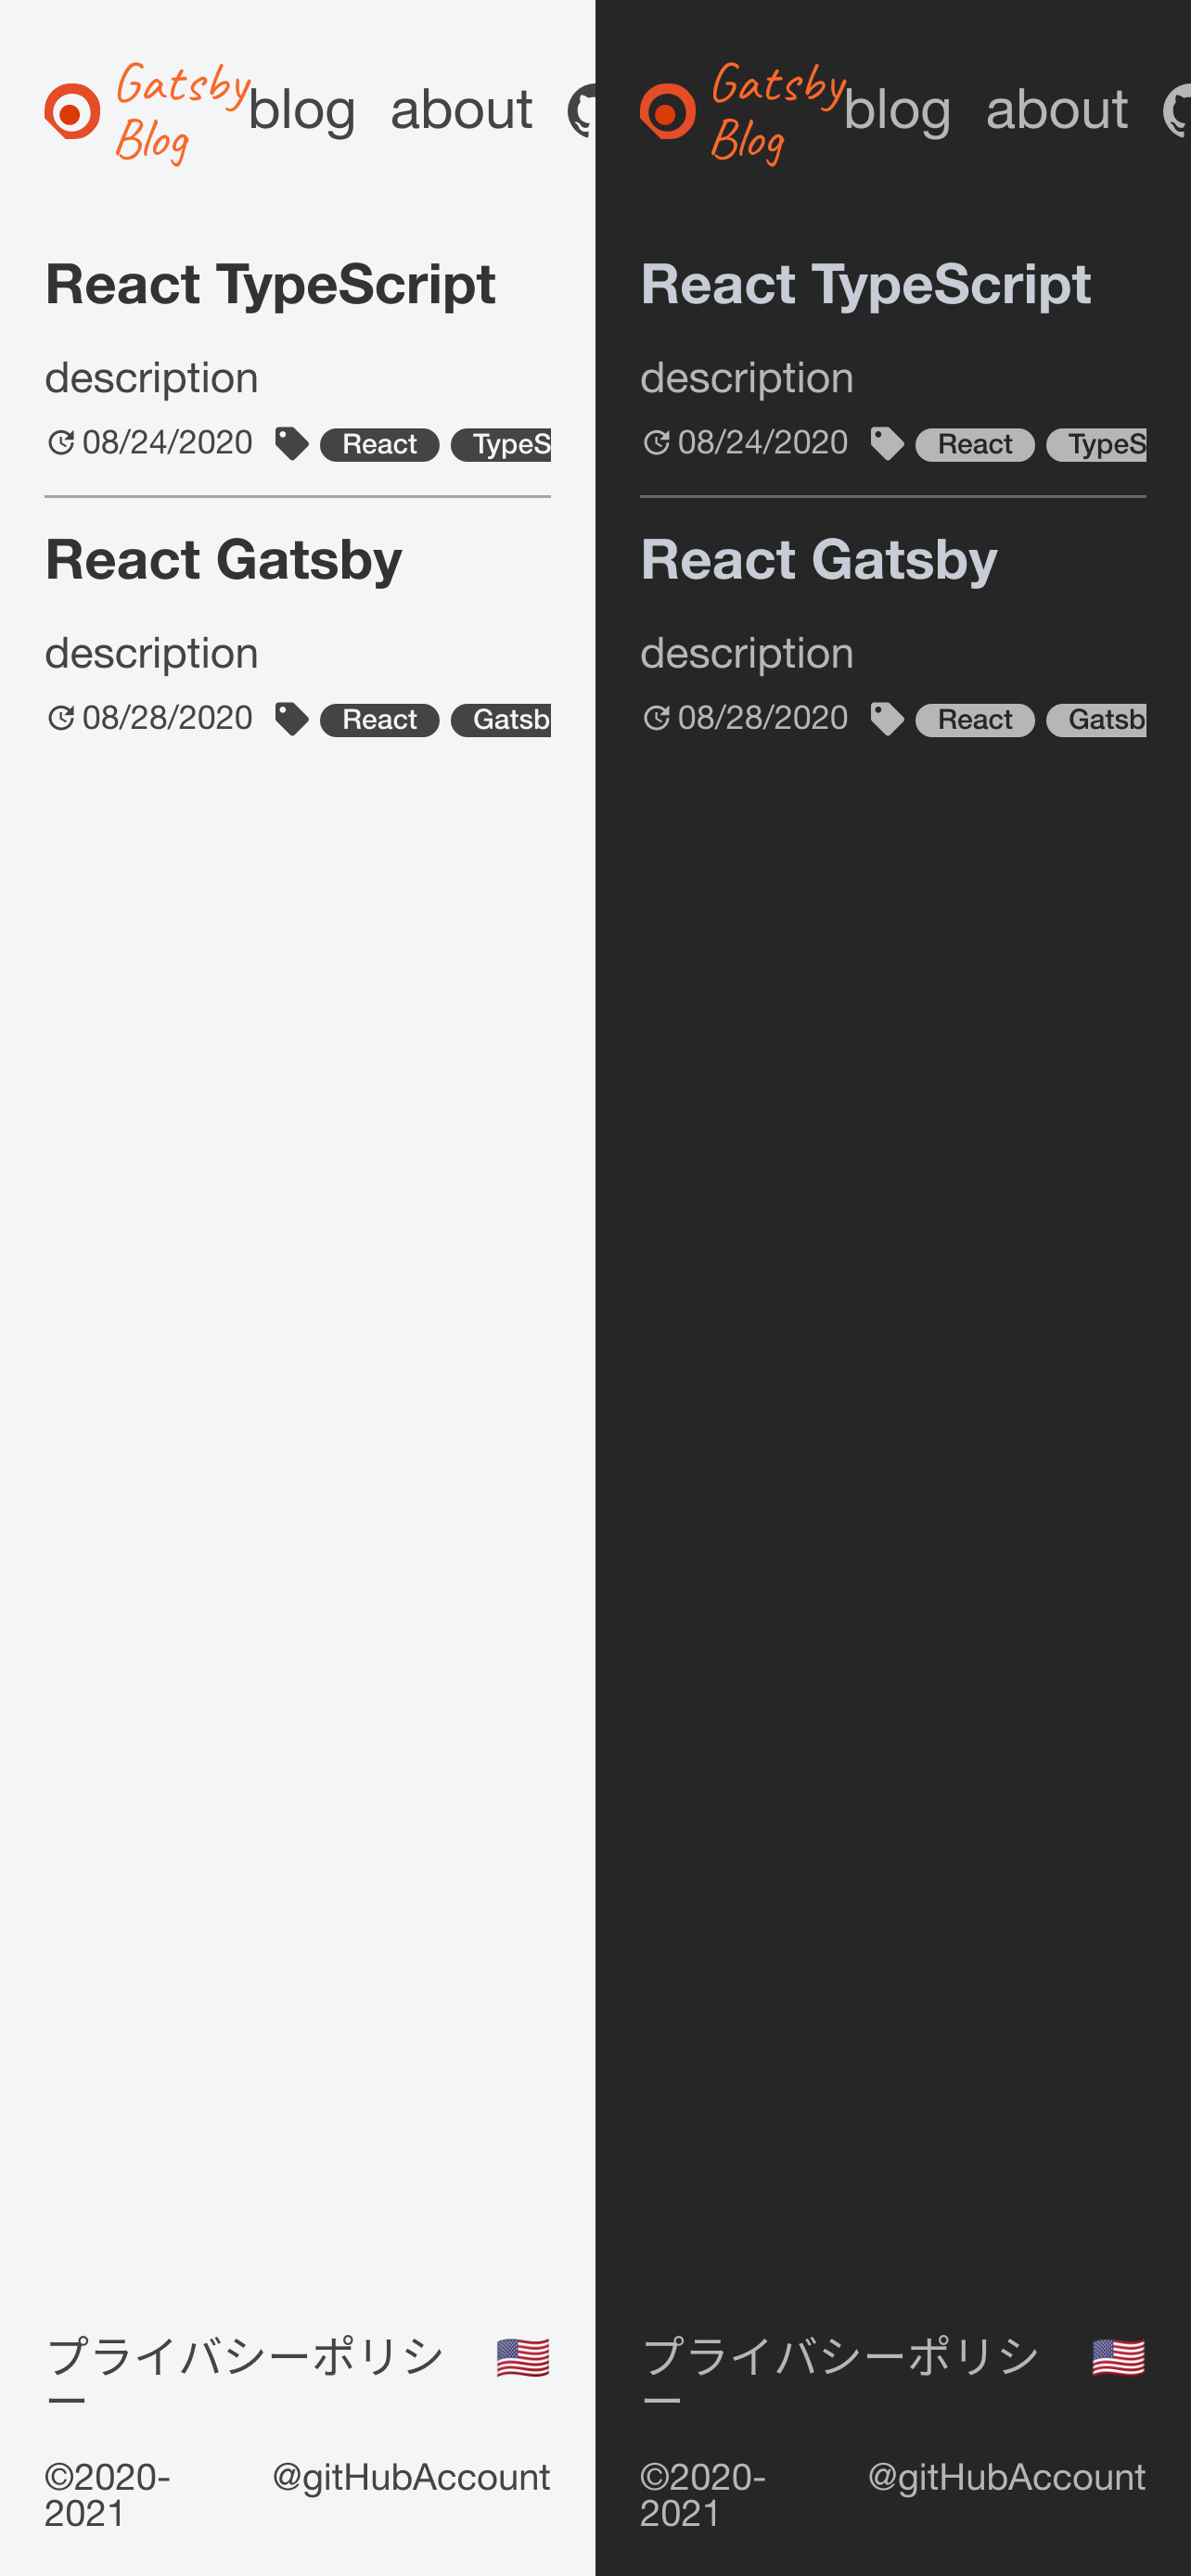 Gatsby
Blog
blog about
React TypeScript
description
08/24/2020 React TypeS
React Gatsby
description
08/28/2020 React Gatsb
プライバシーポリシ
ー
©2020-
2021
@gitHubAccount
Gatsby
Blog
blog about
React TypeScript
description
08/24/2020 React TypeS
React Gatsby
description
08/28/2020 React Gatsb
プライバシーポリシ
ー
©2020-
2021
@gitHubAccount